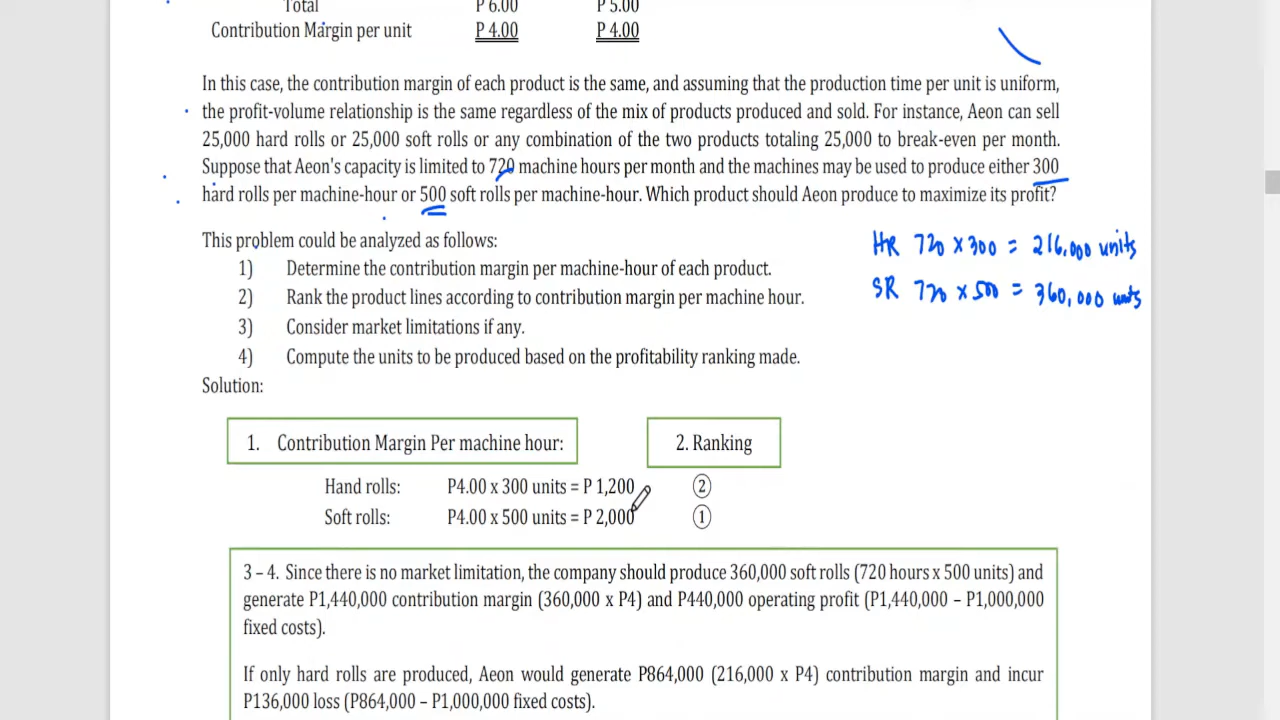 Total P 6.00 P 5.00
Contribution Margin per unit P 4.00 P 4.00
In this case, the contribution margin of each product is the same, and assuming that the production time per unit is uniform,
the profit-volume relationship is the same regardless of the mix of products produced and sold. For instance, Aeon can sell
25,000 hard rolls or 25,000 soft rolls or any combination of the two products totaling 25,000 to break-even per month.
Suppose that Aeon's capacity is limited to 720 machine hours per month and the machines may be used to produce either 300
hard rolls per machine-hour or 500 soft rolls per machine-hour. Which product should Aeon produce to maximize its profit?
This problem could be analyzed as follows:
HR 720 x 300 = 216,000 units
1) Determine the contribution margin per machine-hour of each product.
SR 720 x 500 = 360,000 units
2) Rank the product lines according to contribution margin per machine hour.
3) Consider market limitations if any.
4) Compute the units to be produced based on the profitability ranking made.
Solution:
1. Contribution Margin Per machine hour: 2. Ranking
Hand rolls: P4.00 x 300 units = P 1,200 2
Soft rolls: P4.00 x 500 units = P 2,000 1
3 – 4. Since there is no market limitation, the company should produce 360,000 soft rolls (720 hours x 500 units) and
generate P1,440,000 contribution margin (360,000 x P4) and P440,000 operating profit (P1,440,000 – P1,000,000
fixed costs).
If only hard rolls are produced, Aeon would generate P864,000 (216,000 x P4) contribution margin and incur
P136,000 loss (P864,000 – P1,000,000 fixed costs).